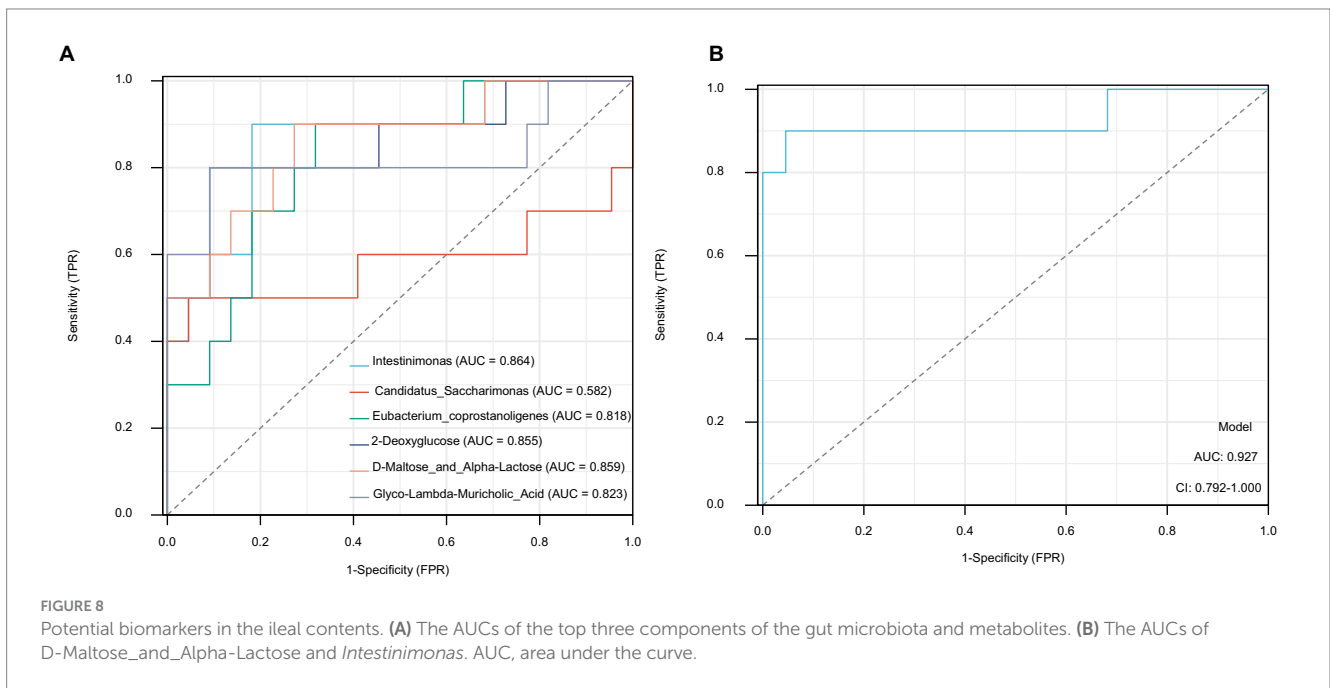 A
1.0
0.8
0.6
0.4
0.2
0.0
Sensitivity (TPR)
Intestinimonas (AUC = 0.864)
Candidatus_Saccharimonas (AUC = 0.582)
Eubacterium_coprostanoligenes (AUC = 0.818)
2-Deoxyglucose (AUC = 0.855)
D-Maltose_and_Alpha-Lactose (AUC = 0.859)
Glyco-Lambda-Muricholic_Acid (AUC = 0.823)
0.0 0.2 0.4 0.6 0.8 1.0
1-Specificity (FPR)
B
1.0
0.8
0.6
0.4
0.2
0.0
Sensitivity (TPR)
Model
AUC: 0.927
CI: 0.792-1.000
0.0 0.2 0.4 0.6 0.8 1.0
1-Specificity (FPR)
FIGURE 8
Potential biomarkers in the ileal contents. (A) The AUCs of the top three components of the gut microbiota and metabolites. (B) The AUCs of
D-Maltose_and_Alpha-Lactose and Intestinimonas. AUC, area under the curve.